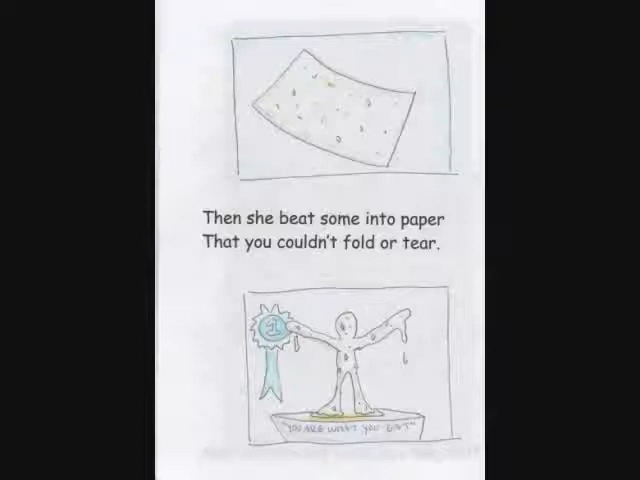 Then she beat some into paper
That you couldn't fold or tear.
1
"YOU ARE WHAT YOU EAT"